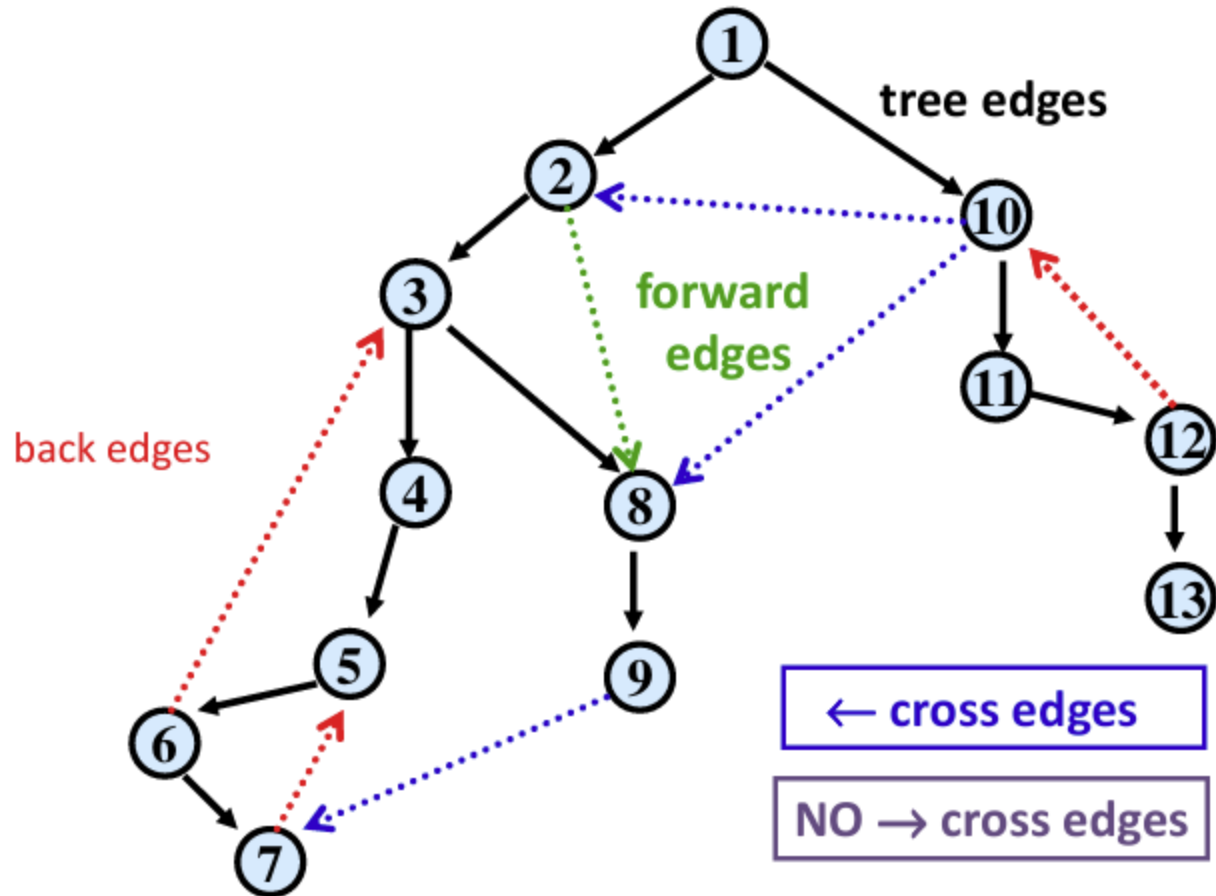 1
tree edges
2
10
3
forward
edges
11
back edges
12
4
8
13
5
9
← cross edges
6
NO → cross edges
7